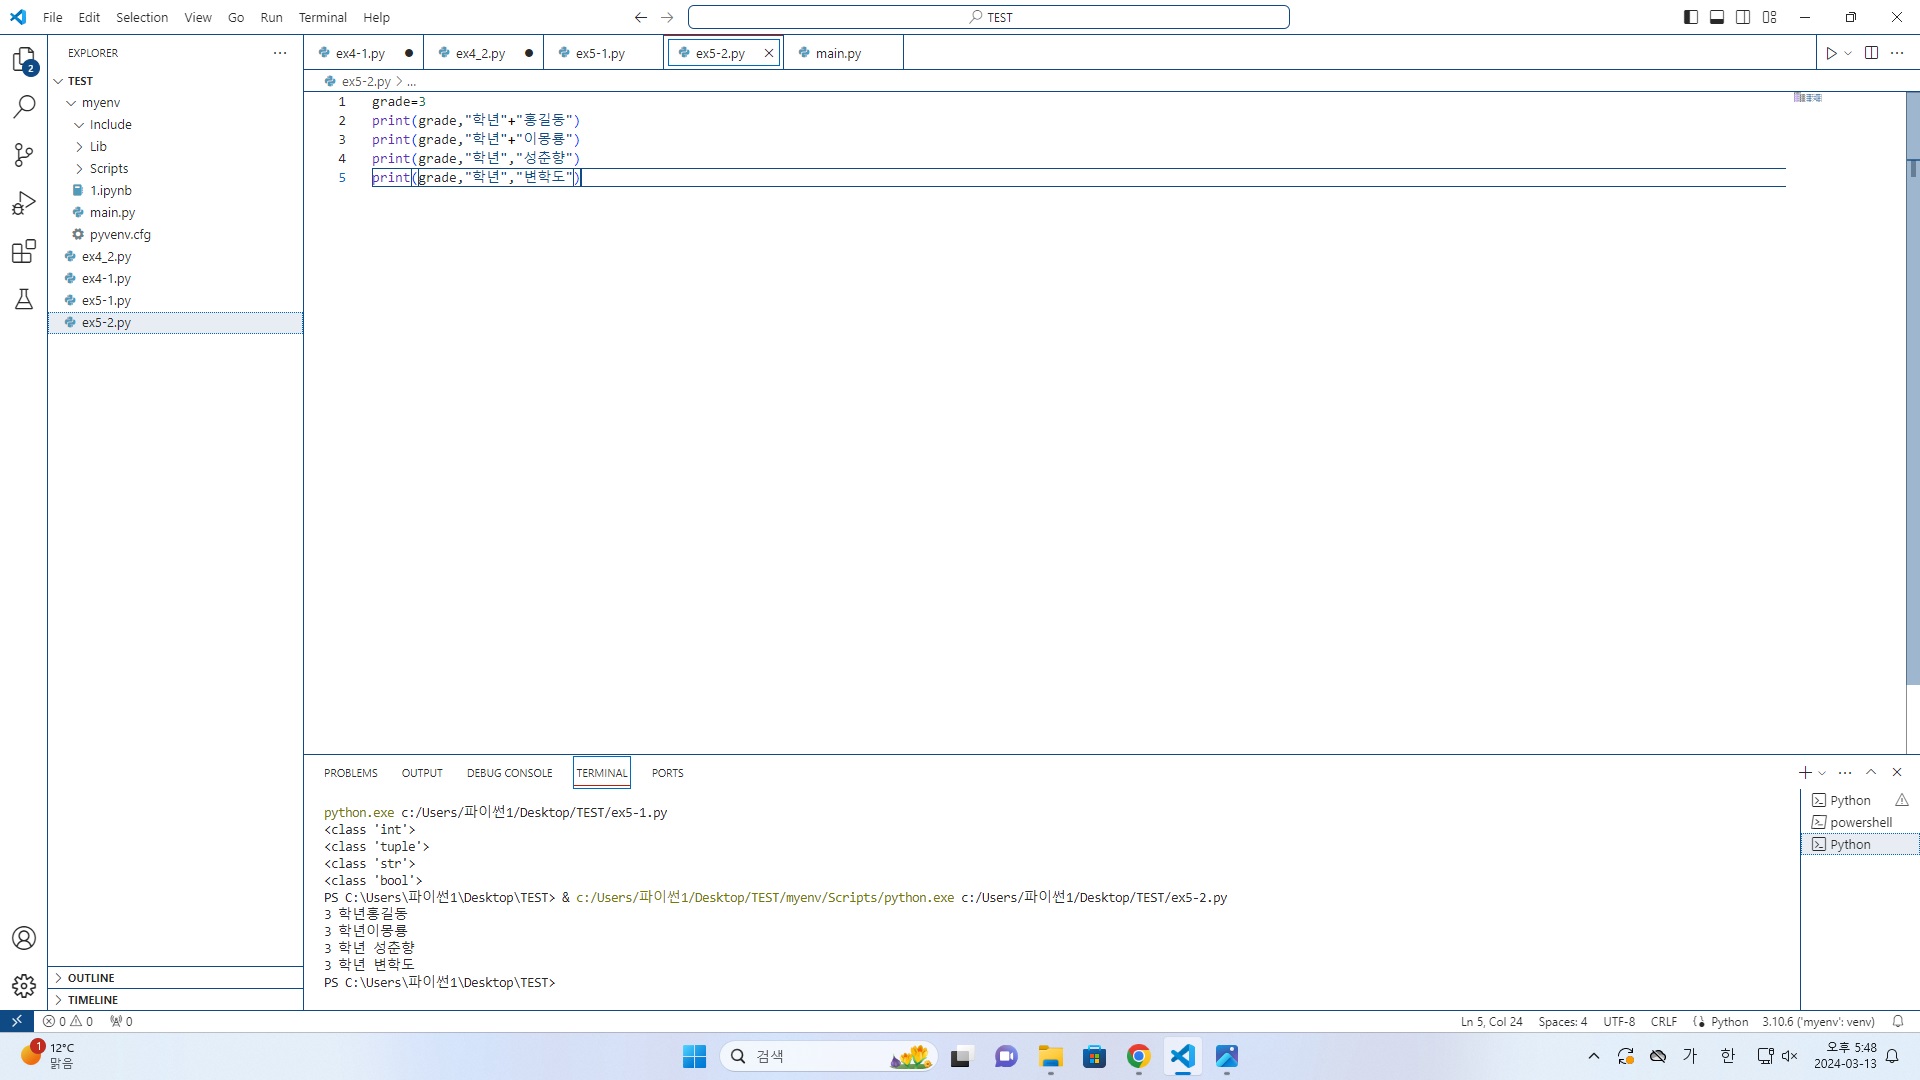 File Edit Selection View Go Run Terminal Help
TEST
EXPLORER
ex4-1.py
ex4_2.py
ex5-1.py
ex5-2.py
main.py
2
TEST
ex5-2.py > ...
myenv
Include
Lib
Scripts
1.ipynb
main.py
pyvenv.cfg
ex4_2.py
ex4-1.py
ex5-1.py
ex5-2.py
1 grade=3
2 print(grade,"학년"+"홍길동")
3 print(grade,"학년"+"이몽룡")
4 print(grade,"학년","성춘향")
5 print(grade,"학년","변학도")
PROBLEMS OUTPUT DEBUG CONSOLE TERMINAL PORTS
python.exe c:/Users/파이썬1/Desktop/TEST/ex5-1.py
<class 'int'>
<class 'tuple'>
<class 'str'>
<class 'bool'>
PS C:\Users\파이썬1\Desktop\TEST> & c:/Users/파이썬1/Desktop/TEST/myenv/Scripts/python.exe c:/Users/파이썬1/Desktop/TEST/ex5-2.py
3 학년홍길동
3 학년이몽룡
3 학년 성춘향
3 학년 변학도
PS C:\Users\파이썬1\Desktop\TEST>
Python
powershell
Python
OUTLINE
TIMELINE
0 0 0
Ln 5, Col 24 Spaces: 4 UTF-8 CRLF Python 3.10.6 ('myenv': venv)
1
12°C
맑음
검색
가 한
오후 5:48
2024-03-13